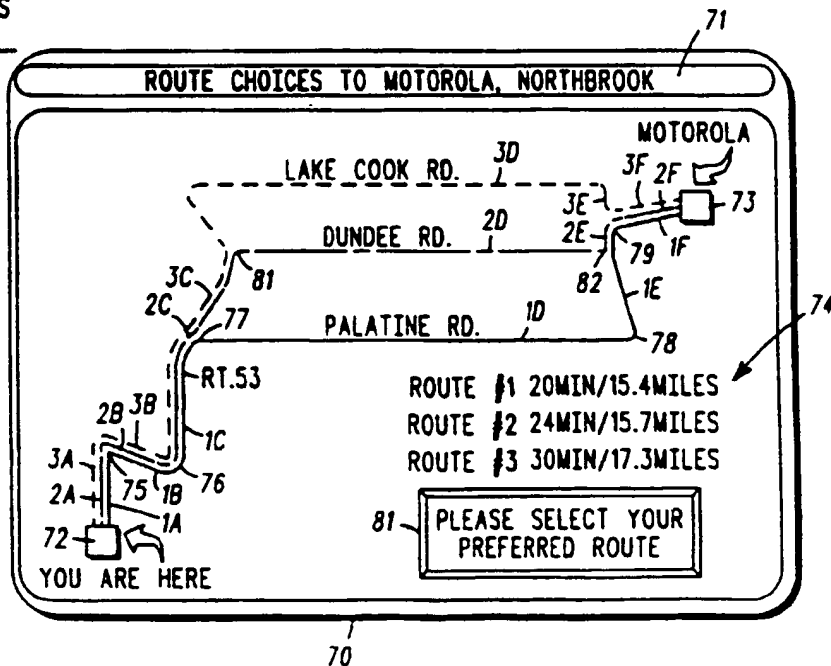 S
71
ROUTE CHOICES TO MOTOROLA, NORTHBROOK
MOTOROLA
LAKE COOK RD.
3D
3F
2F
3E
73
DUNDEE RD.
2D
2E
81
82
79
1F
3C
2C
77
1E
PALATINE RD.
1D
78
74
RT.53
ROUTE #1 20MIN/15.4MILES
2B
3B
1C
ROUTE #2 24MIN/15.7MILES
3A
75
1B
76
ROUTE #3 30MIN/17.3MILES
2A
1A
72
81
PLEASE SELECT YOUR
PREFERRED ROUTE
YOU ARE HERE
70